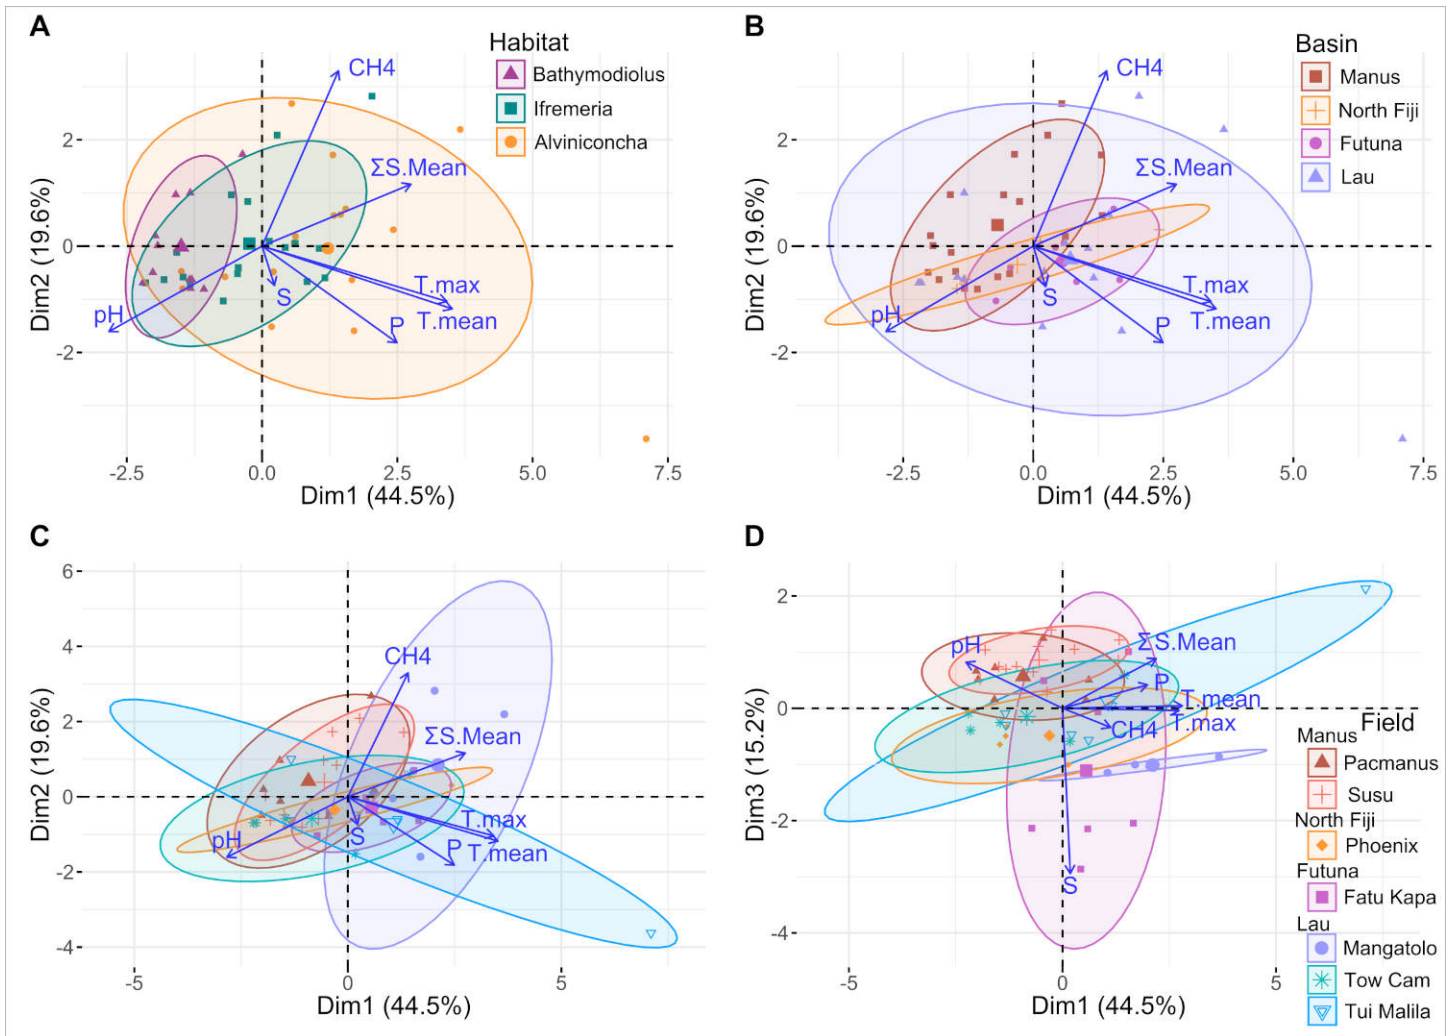 A
Habitat
Bathymodiolus
Ifremeria
Alviniconcha
CH4
ΣS.Mean
T.max
T.mean
P
S
pH
2
0
-2
Dim2 (19.6%)
-2.5
0.0
2.5
5.0
7.5
Dim1 (44.5%)
B
Basin
Manus
North Fiji
Futuna
Lau
CH4
ΣS.Mean
T.max
T.mean
P
S
pH
2
0
-2
Dim2 (19.6%)
-2.5
0.0
2.5
5.0
7.5
Dim1 (44.5%)
C
6
4
2
0
-2
-4
Dim2 (19.6%)
CH4
ΣS.Mean
T.max
T.mean
P
S
pH
-5
0
5
Dim1 (44.5%)
D
2
0
-2
-4
Dim3 (15.2%)
pH
ΣS.Mean
P
T.mean
T.max
CH4
S
-5
0
5
Dim1 (44.5%)
Field
Manus
Pacmanus
Susu
North Fiji
Phoenix
Futuna
Fatu Kapa
Lau
Mangatolo
Tow Cam
Tui Malila